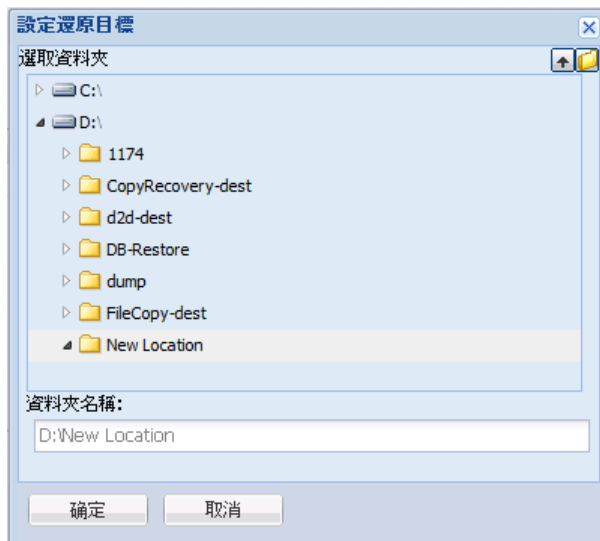 設定還原目標
選取資料夾
C:\
D:\
1174
CopyRecovery-dest
d2d-dest
DB-Restore
dump
FileCopy-dest
New Location
資料夾名稱:
D:\New Location
确定 取消